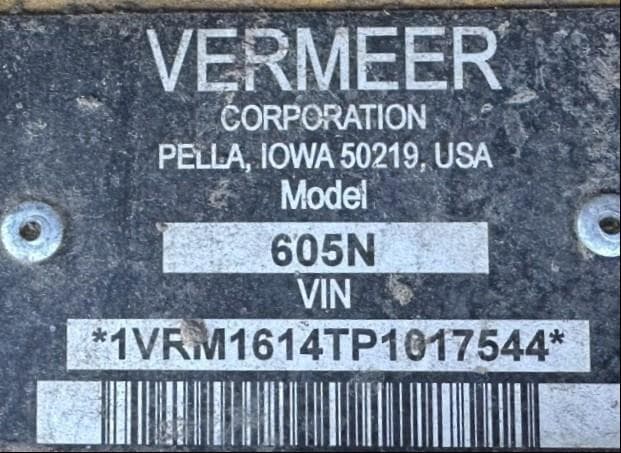 VERMEER
CORPORATION
PELLA, IOWA 50219, USA
Model
605N
VIN
*1VRM1614TP1017544*